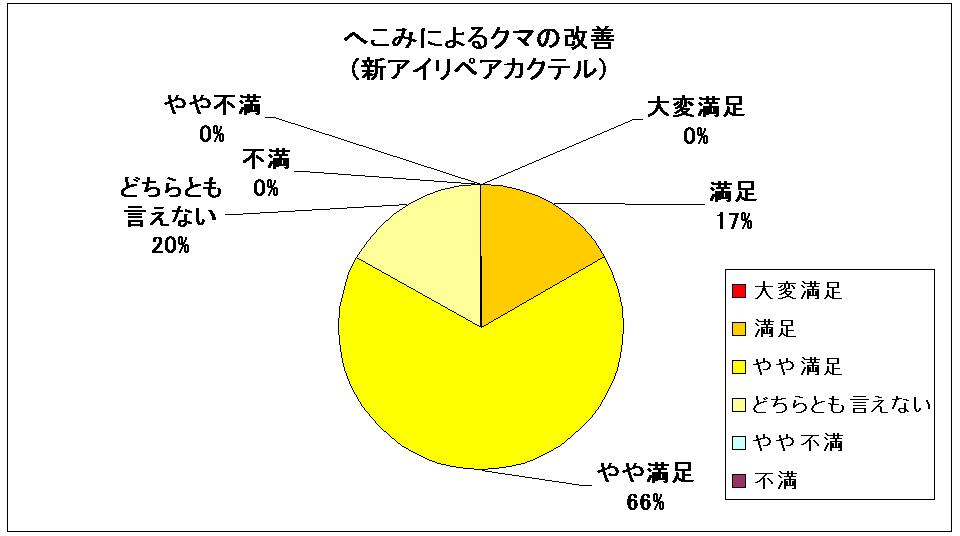 へこみによるクマの改善
（新アイリペアカクテル）
やや不満
0%
大変満足
0%
不満
0%
どちらとも
言えない
20%
満足
17%
やや満足
66%
大変満足
満足
やや満足
どちらとも言えない
やや不満
不満